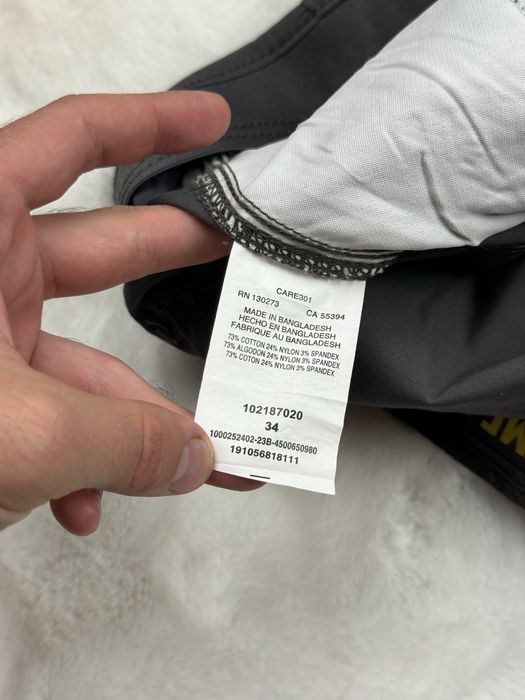 CARE301
RN 130273 CA 55394
MADE IN BANGLADESH
HECHO EN BANGLADESH
FABRIQUE AU BANGLADESH
73% COTTON 24% NYLON 3% SPANDEX
73% ALGODON 24% NYLON 3% SPANDEX
73% COTON 24% NYLON 3% SPANDEX
102187020
34
1000252402-23B-4500650980
191056818111